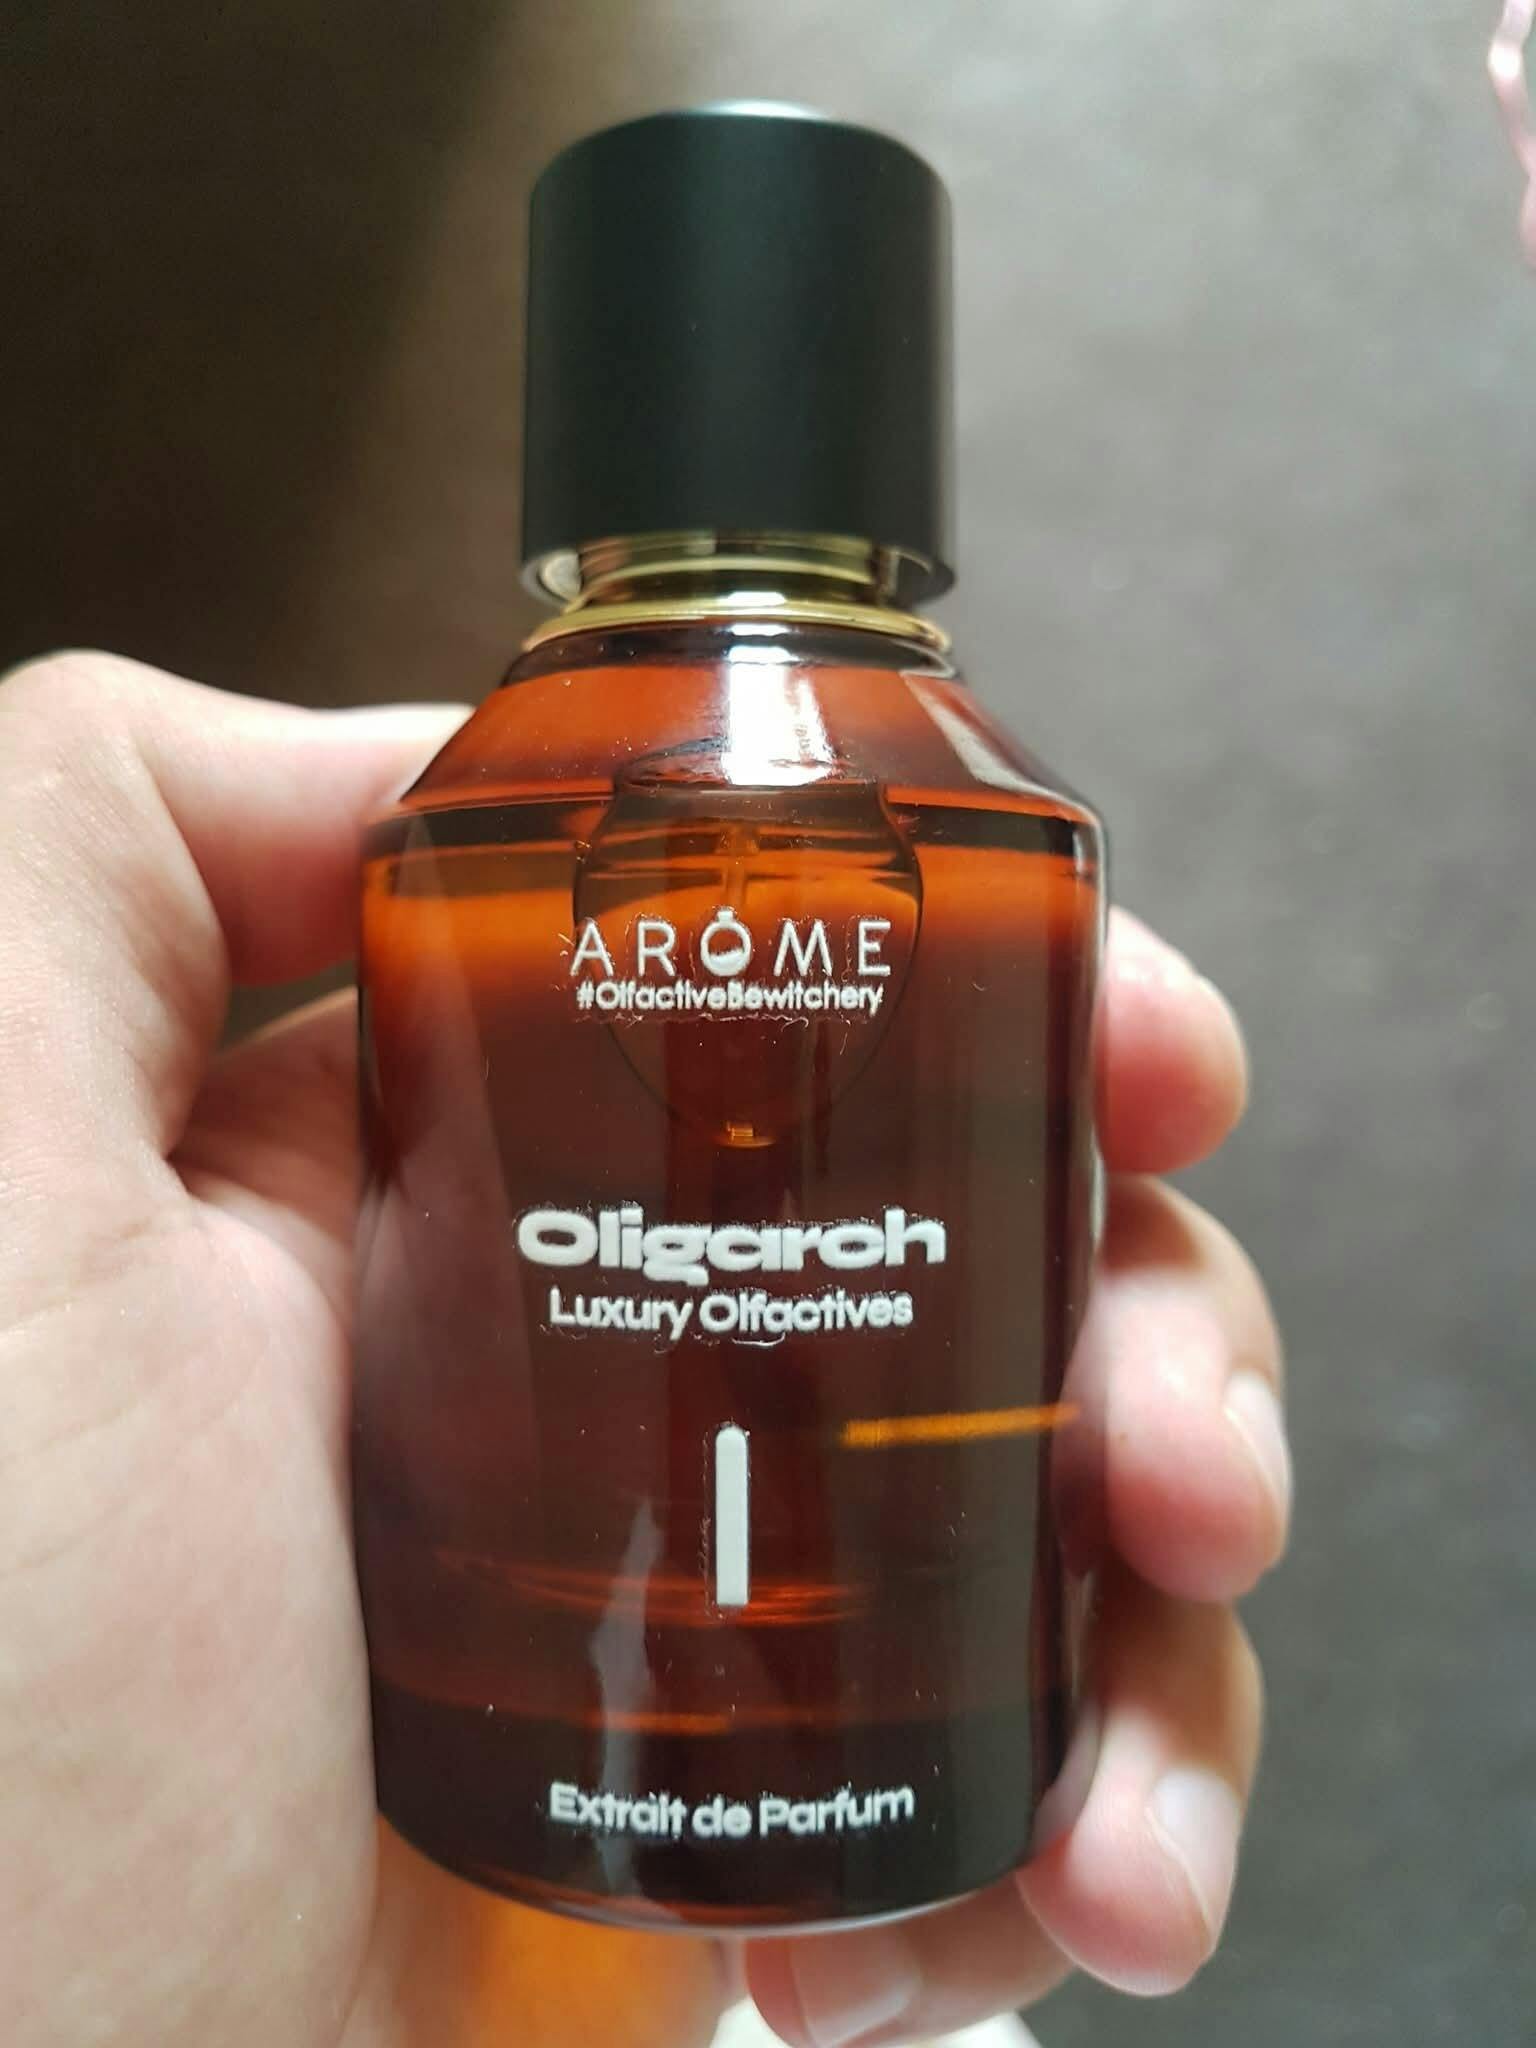 ARÔME
#OlfactiveBewitchery
Oligarch
Luxury Olfactives
I
Extrait de Parfum